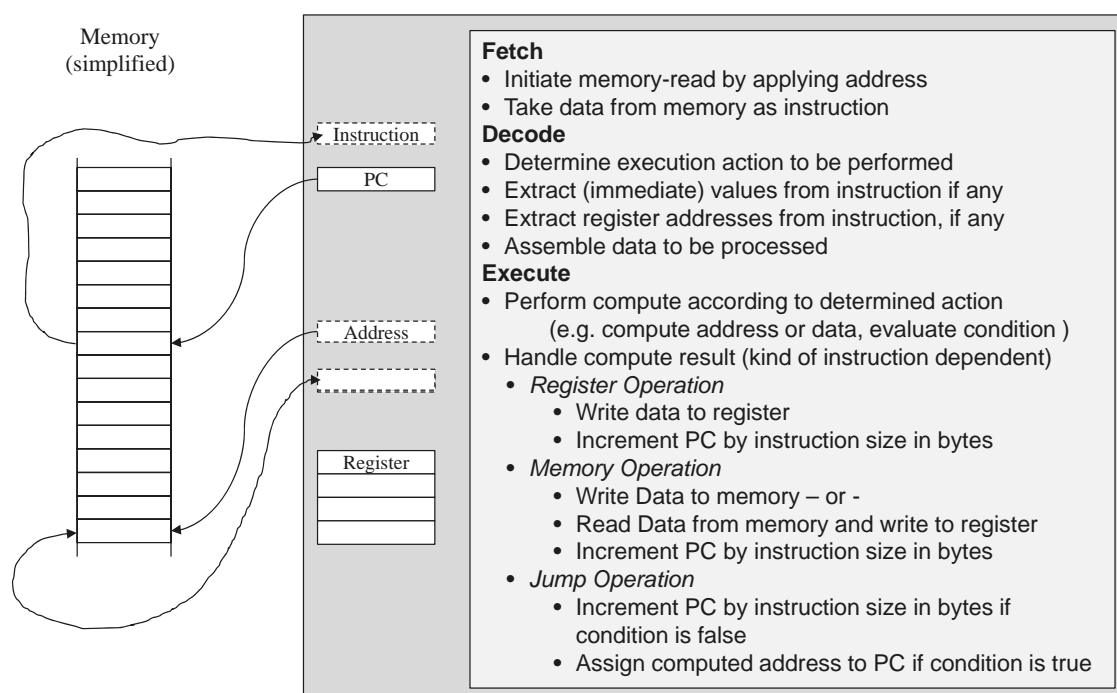 Memory
(simplified)
Instruction
PC
Address
Register
Fetch
• Initiate memory-read by applying address
• Take data from memory as instruction
Decode
• Determine execution action to be performed
• Extract (immediate) values from instruction if any
• Extract register addresses from instruction, if any
• Assemble data to be processed
Execute
• Perform compute according to determined action
(e.g. compute address or data, evaluate condition )
• Handle compute result (kind of instruction dependent)
• Register Operation
• Write data to register
• Increment PC by instruction size in bytes
• Memory Operation
• Write Data to memory – or -
• Read Data from memory and write to register
• Increment PC by instruction size in bytes
• Jump Operation
• Increment PC by instruction size in bytes if
condition is false
• Assign computed address to PC if condition is true